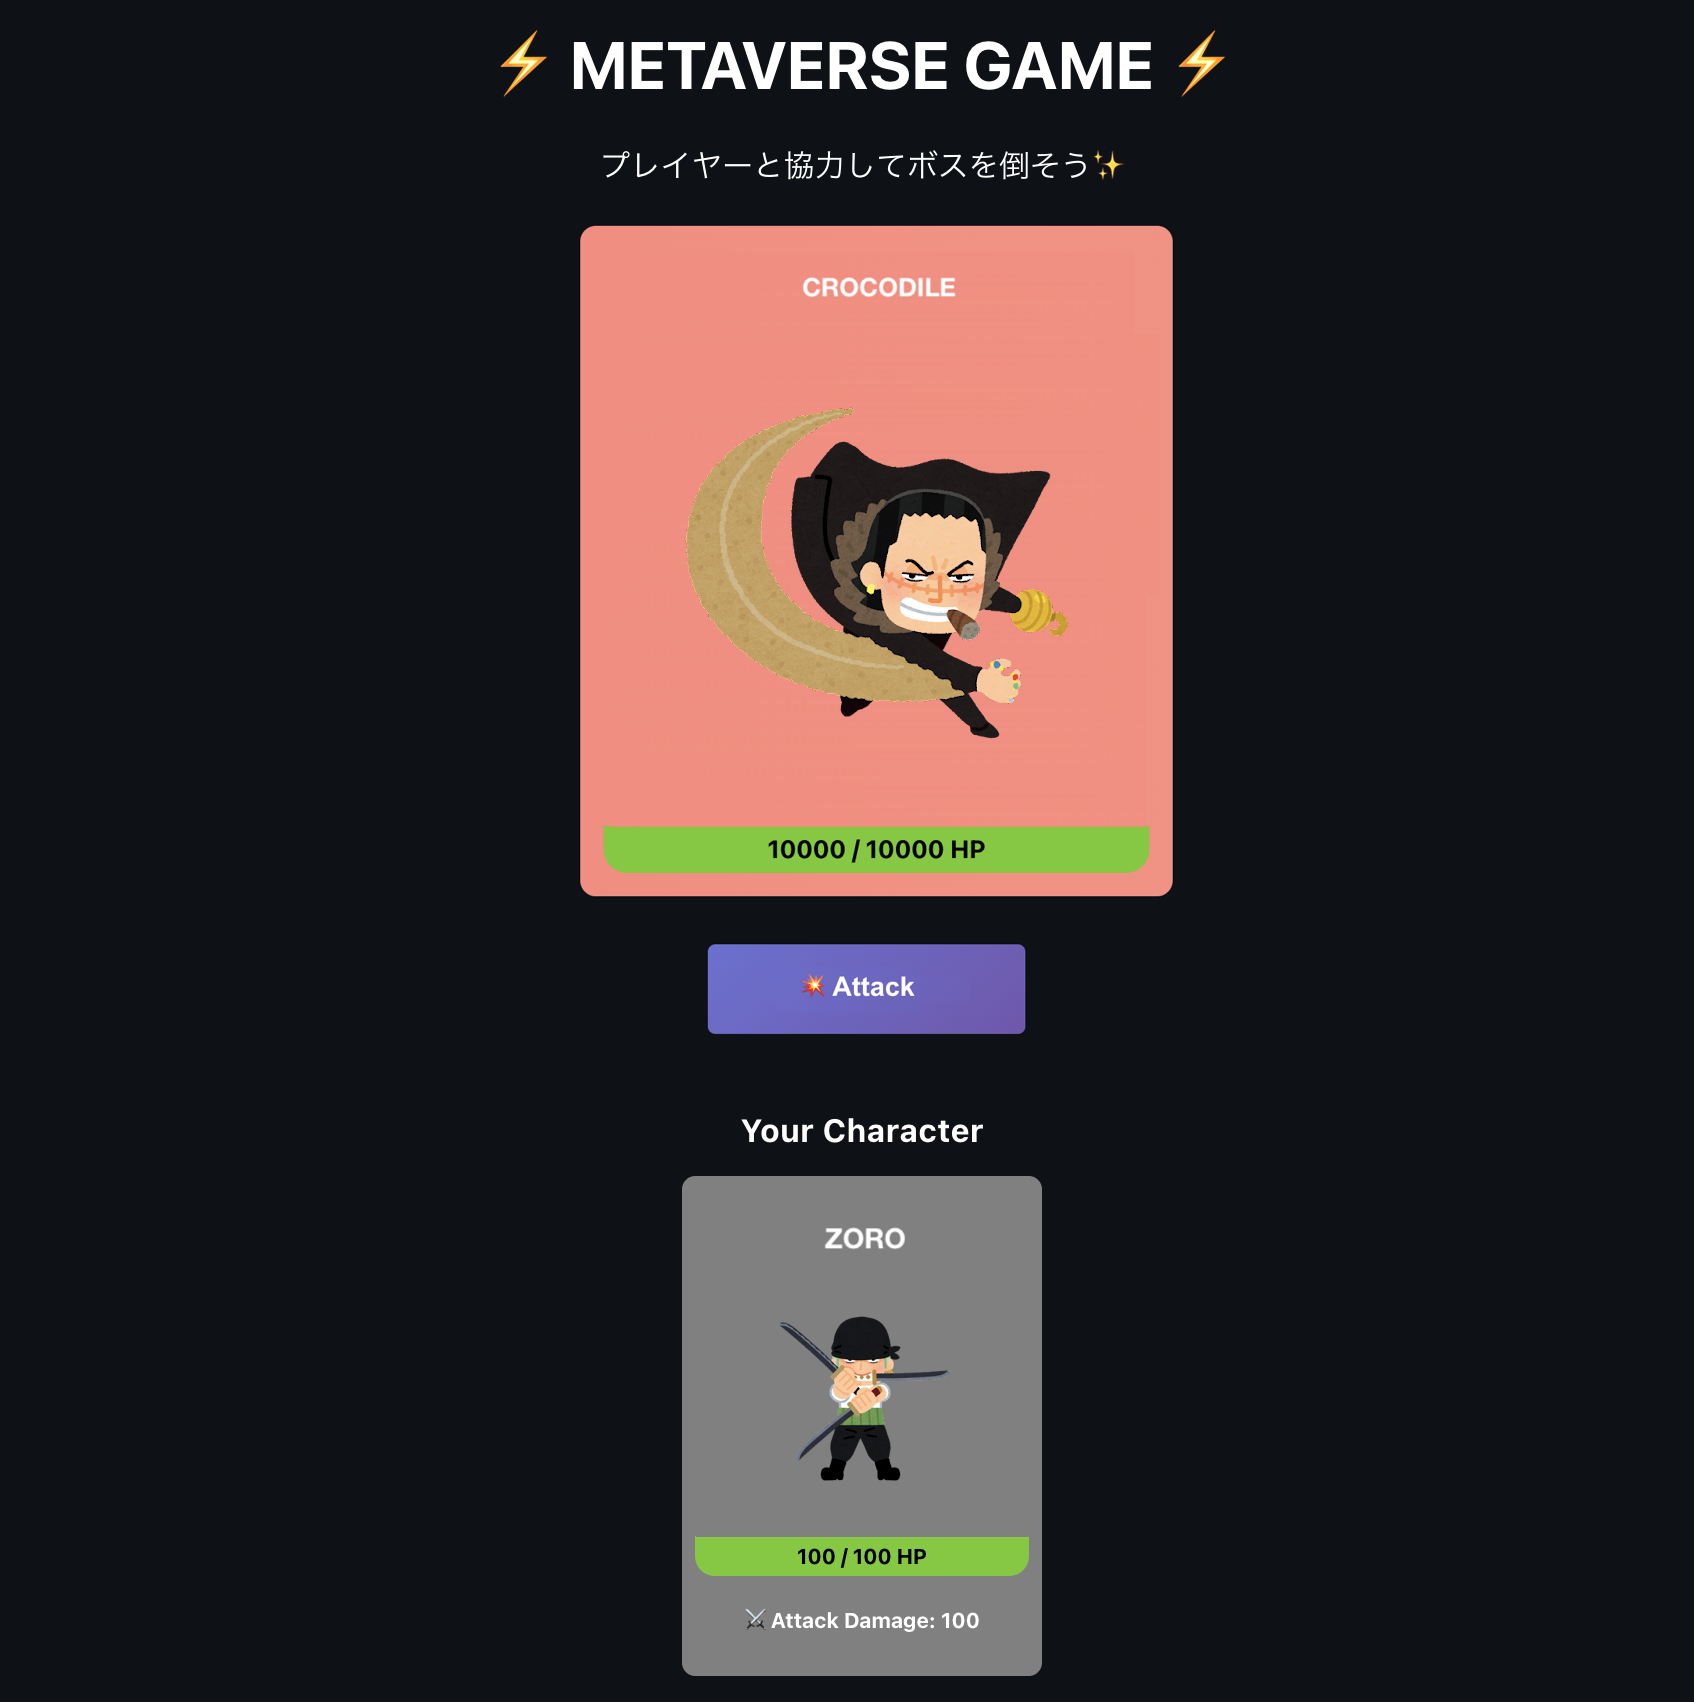 ⚡ METAVERSE GAME ⚡
プレイヤーと協力してボスを倒そう✨
CROCODILE
10000 / 10000 HP
💥 Attack
Your Character
ZORO
100 / 100 HP
⚔ Attack Damage: 100